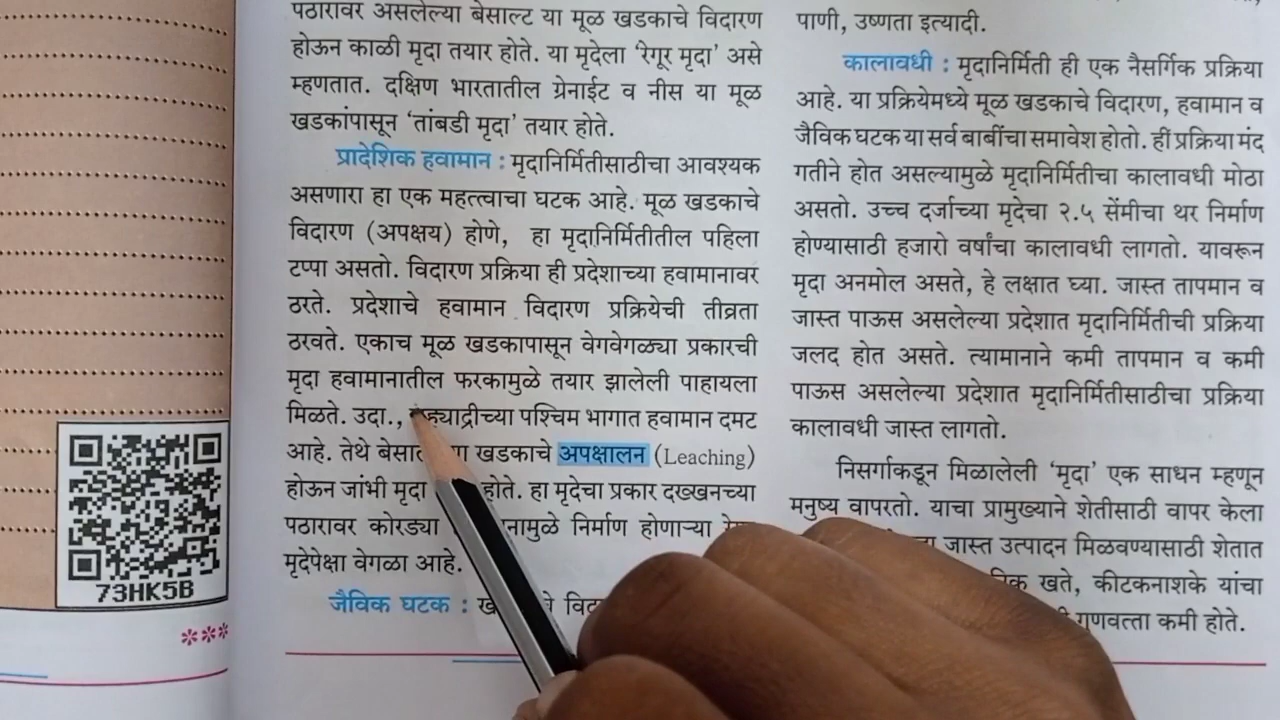 पठारावर असलेल्या बेसाल्ट या मूळ खडकाचे विदारण
होऊन काळी मृदा तयार होते. या मृदेला ‘रेगूर मृदा’ असे
म्हणतात. दक्षिण भारतातील ग्रेनाईट व नीस या मूळ
खडकांपासून ‘तांबडी मृदा’ तयार होते.
प्रादेशिक हवामान : मृदानिर्मितीसाठीचा आवश्यक
असणारा हा एक महत्त्वाचा घटक आहे. मूळ खडकाचे
विदारण (अपक्षय) होणे, हा मृदानिर्मितीतील पहिला
टप्पा असतो. विदारण प्रक्रिया ही प्रदेशाच्या हवामानावर
ठरते. प्रदेशाचे हवामान विदारण प्रक्रियेची तीव्रता
ठरवते. एकाच मूळ खडकापासून वेगवेगळ्या प्रकारची
मृदा हवामानातील फरकामुळे तयार झालेली पाहायला
मिळते. उदा., सह्याद्रीच्या पश्चिम भागात हवामान दमट
आहे. तेथे खडकाचे अपक्षालन (Leaching)
होऊन जांभी मृदा होते. हा मृदेचा प्रकार दख्खनच्या
पठारावर कोरड्या निर्माण होणाऱ्या
मृदेपेक्षा वेगळा आहे.
जैविक घटक :
73HK5B
***
पाणी, उष्णता इत्यादी.
कालावधी : मृदानिर्मिती ही एक नैसर्गिक प्रक्रिया
आहे. या प्रक्रियेमध्ये मूळ खडकाचे विदारण, हवामान व
जैविक घटक या सर्व बाबींचा समावेश होतो. ही प्रक्रिया मंद
गतीने होत असल्यामुळे मृदानिर्मितीचा कालावधी मोठा
असतो. उच्च दर्जाच्या मृदेचा २.५ सेंमीचा थर निर्माण
होण्यासाठी हजारो वर्षांचा कालावधी लागतो. यावरून
मृदा अनमोल असते, हे लक्षात घ्या. जास्त तापमान व
जास्त पाऊस असलेल्या प्रदेशात मृदानिर्मितीची प्रक्रिया
जलद होत असते. त्यामानाने कमी तापमान व कमी
पाऊस असलेल्या प्रदेशात मृदानिर्मितीसाठीचा प्रक्रिया
कालावधी जास्त लागतो.
निसर्गाकडून मिळालेली ‘मृदा’ एक साधन म्हणून
मनुष्य वापरतो. याचा प्रामुख्याने शेतीसाठी वापर केला
जास्त उत्पादन मिळवण्यासाठी शेतात
खते, कीटकनाशके यांचा
गुणवत्ता कमी होते.